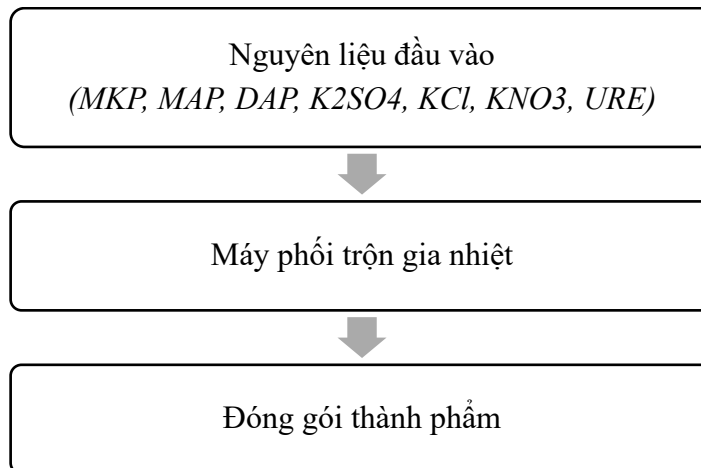 Nguyên liệu đầu vào
(MKP, MAP, DAP, K2SO4, KCl, KNO3, URE)
Máy phối trộn gia nhiệt
Đóng gói thành phẩm